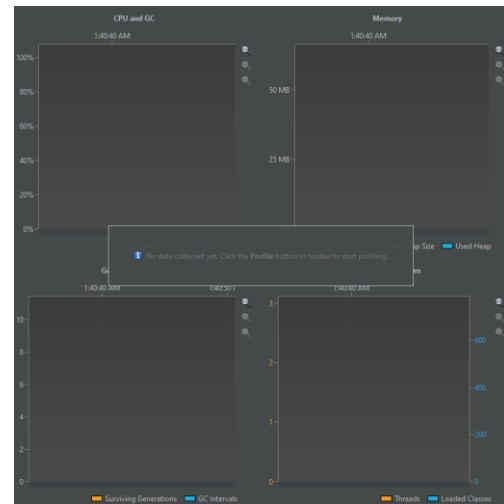 CPU and GC
1:40:40 AM
100%
80%
60%
40%
20%
0%
Memory
1:40:40 AM
50 MB
25 MB
Size
Used Heap
No data collected yet. Click the Profile button in toolbar to start profiling.
1:40:40 AM
1:40:50
10
8
6
4
2
0
Surviving Generations
GC Intervals
1:40:40 AM
3
2
1
0
600
400
200
0
Threads
Loaded Classes